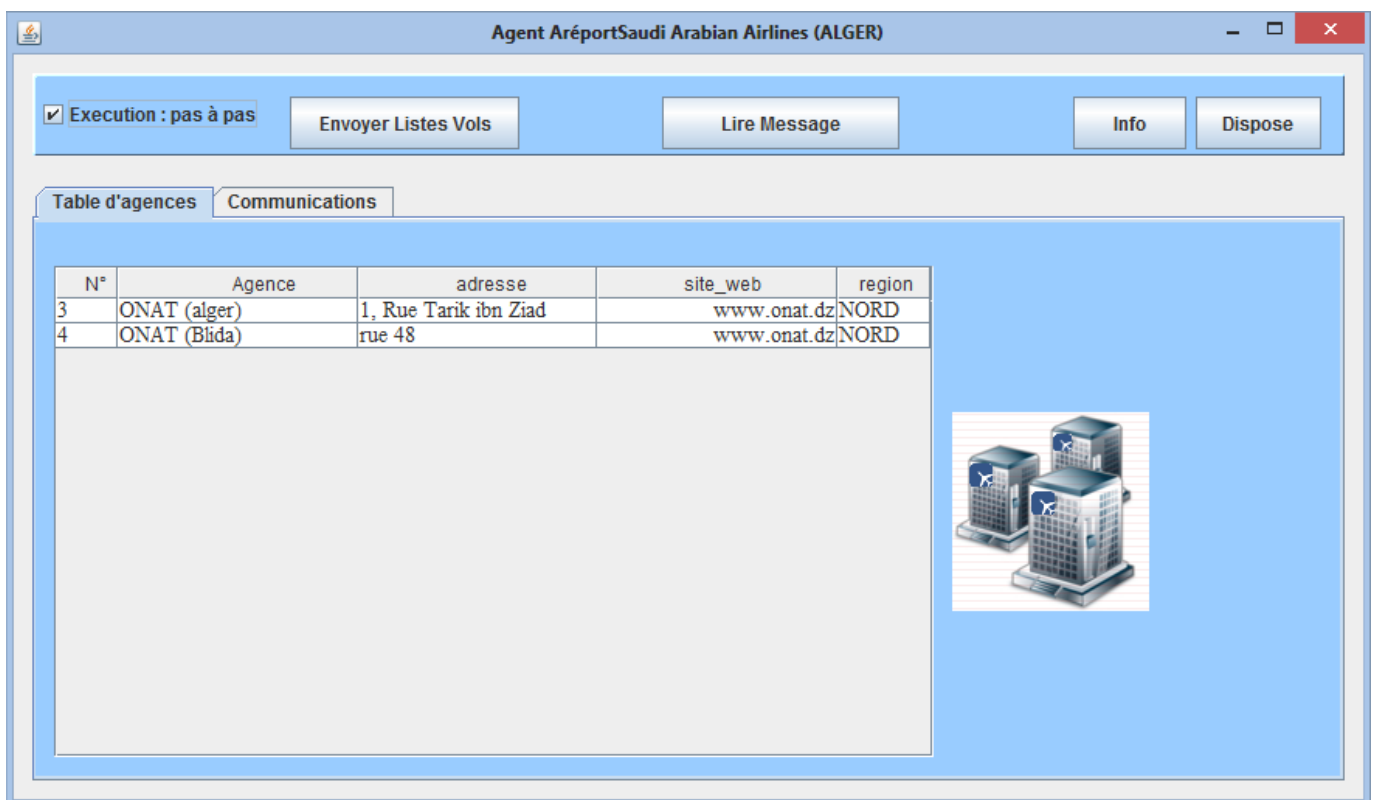 Agent AréportSaudi Arabian Airlines (ALGER)
Execution : pas à pas
Envoyer Listes Vols
Lire Message
Info
Dispose
Table d'agences
Communications
N° Agence adresse site_web region
3 ONAT (alger) 1, Rue Tarik ibn Ziad www.onat.dz NORD
4 ONAT (Blida) rue 48 www.onat.dz NORD